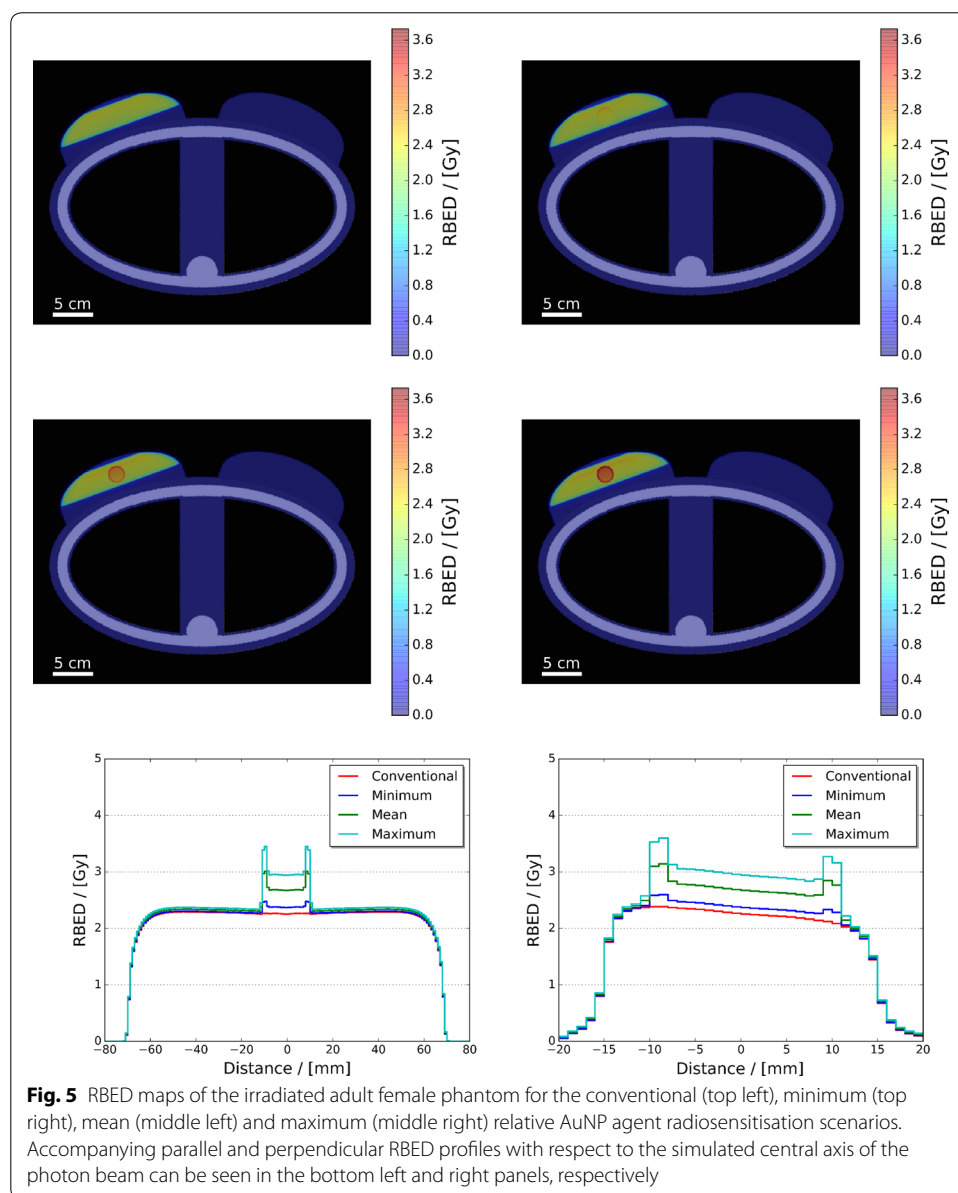 3.6
3.2
2.8
2.4
2.0
1.6
1.2
0.8
0.4
0.0
RBED / [Gy]
5 cm
3.6
3.2
2.8
2.4
2.0
1.6
1.2
0.8
0.4
0.0
RBED / [Gy]
5 cm
3.6
3.2
2.8
2.4
2.0
1.6
1.2
0.8
0.4
0.0
RBED / [Gy]
5 cm
3.6
3.2
2.8
2.4
2.0
1.6
1.2
0.8
0.4
0.0
RBED / [Gy]
5 cm
5
4
3
2
1
0
RBED / [Gy]
Conventional
Minimum
Mean
Maximum
−80 −60 −40 −20 0 20 40 60 80
Distance / [mm]
5
4
3
2
1
0
RBED / [Gy]
Conventional
Minimum
Mean
Maximum
−20 −15 −10 −5 0 5 10 15 20
Distance / [mm]
Fig. 5 RBED maps of the irradiated adult female phantom for the conventional (top left), minimum (top
right), mean (middle left) and maximum (middle right) relative AuNP agent radiosensitisation scenarios.
Accompanying parallel and perpendicular RBED profiles with respect to the simulated central axis of the
photon beam can be seen in the bottom left and right panels, respectively